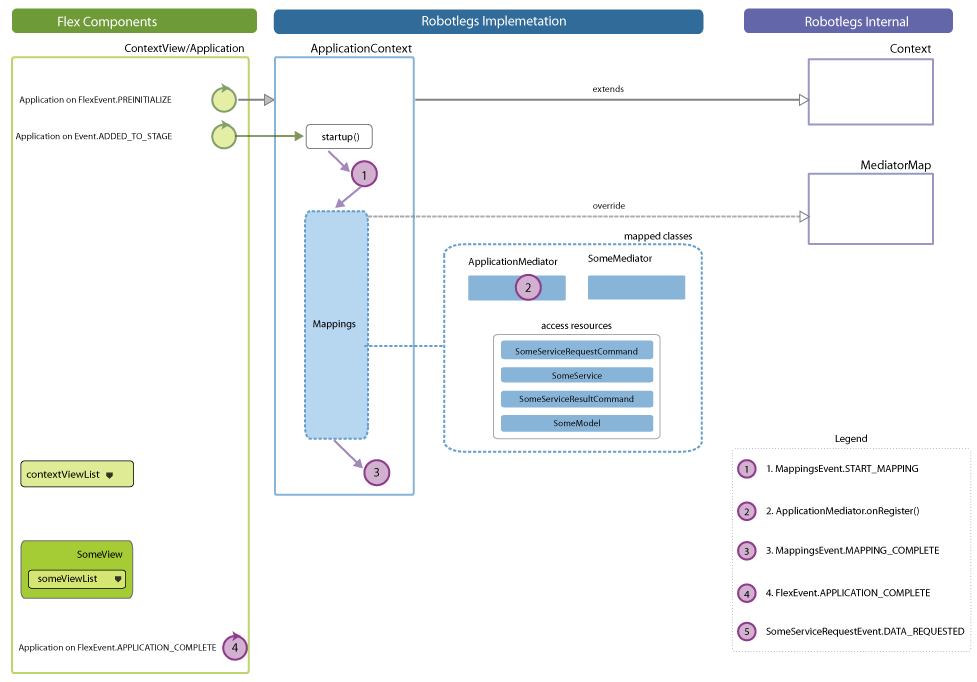 Flex Components
Robotlegs Implemetation
Robotlegs Internal
ContextView/Application
ApplicationContext
Context
Application on FlexEvent.PREINITIALIZE
extends
Application on Event.ADDED_TO_STAGE
startup()
1
MediatorMap
override
mapped classes
ApplicationMediator
SomeMediator
2
Mappings
access resources
SomeServiceRequestCommand
SomeService
SomeServiceResultCommand
SomeModel
3
contextViewList
SomeView
someViewList
Application on FlexEvent.APPLICATION_COMPLETE
4
Legend
1 1. MappingsEvent.START_MAPPING
2 2. ApplicationMediator.onRegister()
3 3. MappingsEvent.MAPPING_COMPLETE
4 4. FlexEvent.APPLICATION_COMPLETE
5 SomeServiceRequestEvent.DATA_REQUESTED